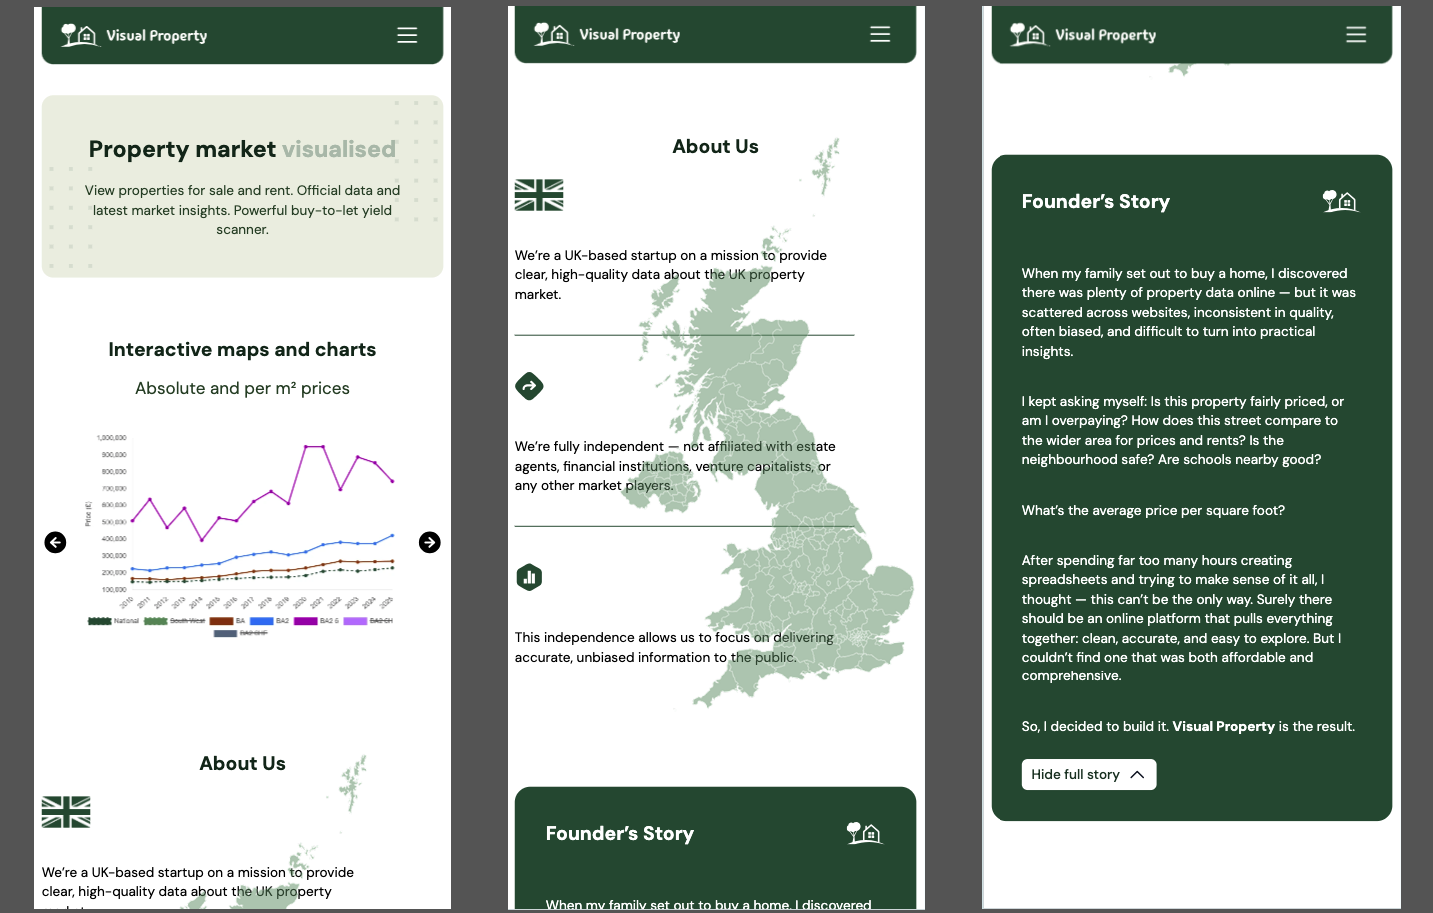 Visual Property
Property market visualised
View properties for sale and rent. Official data and
latest market insights. Powerful buy-to-let yield
scanner.
Interactive maps and charts
Absolute and per m² prices
Price (£)
1,000,000
900,000
800,000
700,000
600,000
500,000
400,000
300,000
200,000
100,000
2010 2011 2012 2013 2014 2015 2016 2017 2018 2019 2020 2021 2022 2023 2024 2025
National South West BA BA2 BA2 6 BA2 6H
About Us
We're a UK-based startup on a mission to provide
clear, high-quality data about the UK property
Visual Property
About Us
We're a UK-based startup on a mission to provide
clear, high-quality data about the UK property
market.
We're fully independent — not affiliated with estate
agents, financial institutions, venture capitalists, or
any other market players.
This independence allows us to focus on delivering
accurate, unbiased information to the public.
Founder's Story
When my family set out to buy a home, I discovered
Visual Property
Founder's Story
When my family set out to buy a home, I discovered
there was plenty of property data online — but it was
scattered across websites, inconsistent in quality,
often biased, and difficult to turn into practical
insights.
I kept asking myself: Is this property fairly priced, or
am I overpaying? How does this street compare to
the wider area for prices and rents? Is the
neighbourhood safe? Are schools nearby good?
What's the average price per square foot?
After spending far too many hours creating
spreadsheets and trying to make sense of it all, I
thought — this can't be the only way. Surely there
should be an online platform that pulls everything
together: clean, accurate, and easy to explore. But I
couldn't find one that was both affordable and
comprehensive.
So, I decided to build it. Visual Property is the result.
Hide full story